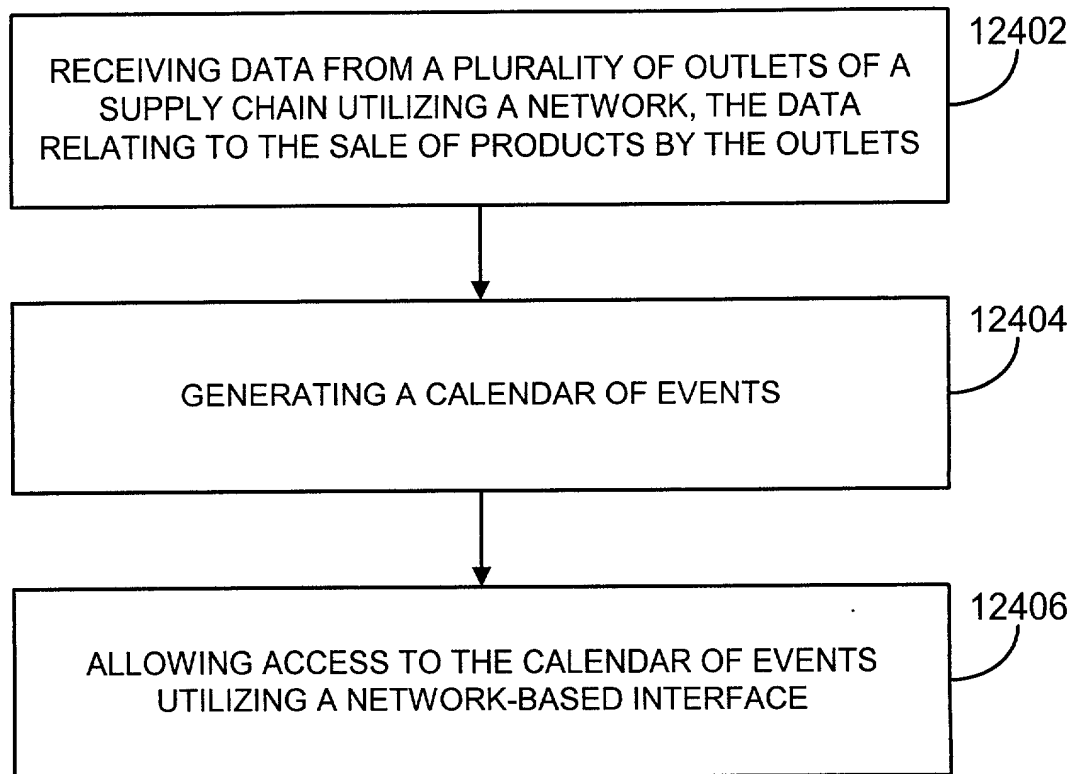 12402
RECEIVING DATA FROM A PLURALITY OF OUTLETS OF A
SUPPLY CHAIN UTILIZING A NETWORK, THE DATA
RELATING TO THE SALE OF PRODUCTS BY THE OUTLETS
12404
GENERATING A CALENDAR OF EVENTS
12406
ALLOWING ACCESS TO THE CALENDAR OF EVENTS
UTILIZING A NETWORK-BASED INTERFACE